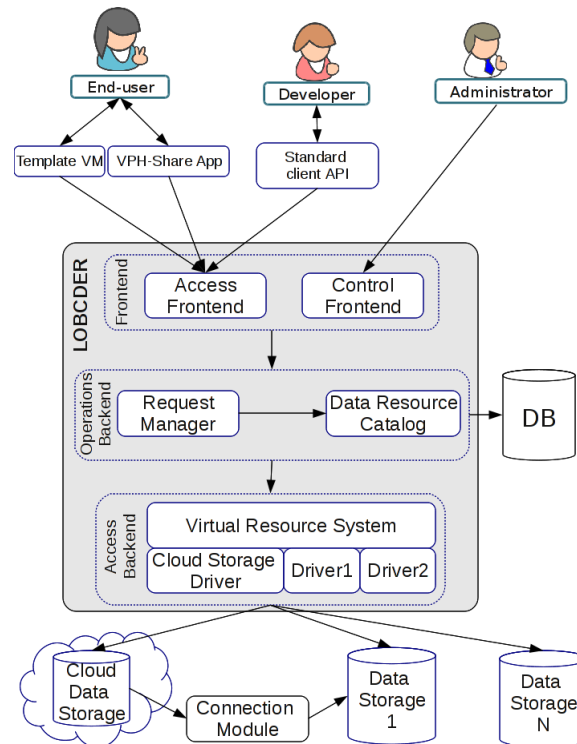 End-user
Developer
Administrator
Template VM
VPH-Share App
Standard
client API
LOBCDER
Frontend
Access
Frontend
Control
Frontend
Operations
Backend
Request
Manager
Data Resource
Catalog
DB
Access
Backend
Virtual Resource System
Cloud Storage
Driver
Driver1
Driver2
Cloud
Data
Storage
Connection
Module
Data
Storage
1
Data
Storage
N